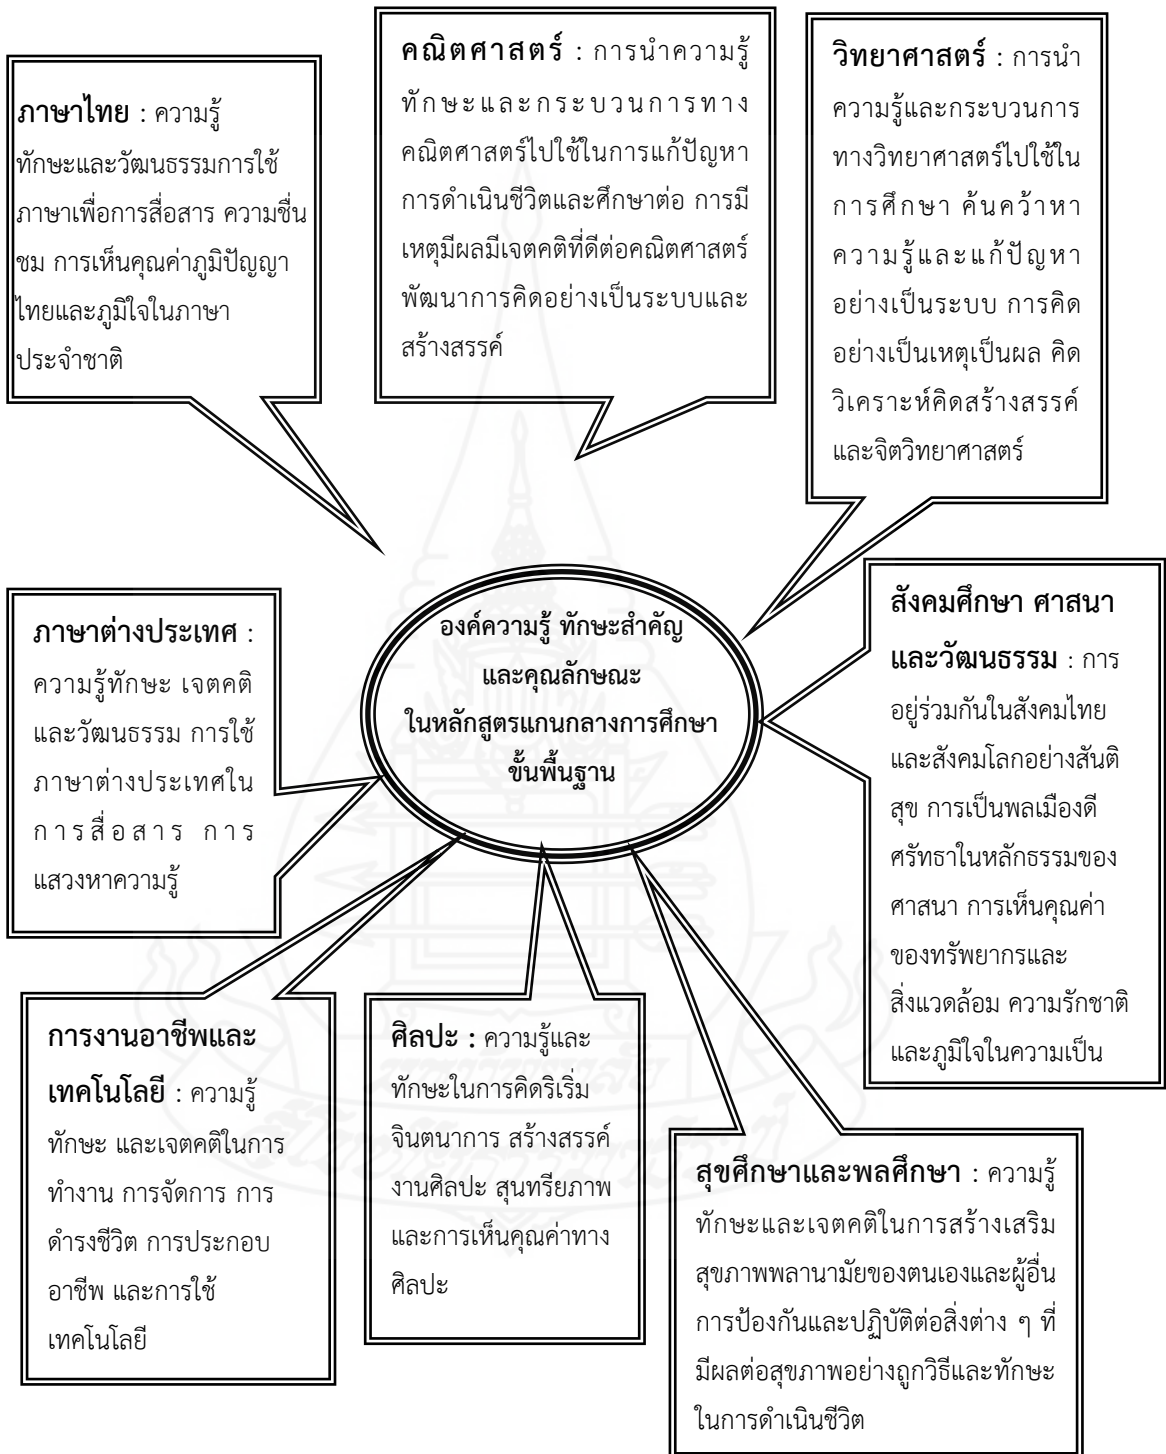 ภาษาไทย : ความรู้
ทักษะและวัฒนธรรมการใช้
ภาษาเพื่อการสื่อสาร ความชื่น
ชม การเห็นคุณค่าภูมิปัญญา
ไทยและภูมิใจในภาษา
ประจำชาติ
คณิตศาสตร์ : การนำความรู้
ทักษะและกระบวนการทาง
คณิตศาสตร์ไปใช้ในการแก้ปัญหา
การดำเนินชีวิตและศึกษาต่อ การมี
เหตุมีผลมีเจตคติที่ดีต่อคณิตศาสตร์
พัฒนาการคิดอย่างเป็นระบบและ
สร้างสรรค์
วิทยาศาสตร์ : การนำ
ความรู้และกระบวนการ
ทางวิทยาศาสตร์ไปใช้ใน
การศึกษา ค้นคว้าหา
ความรู้และแก้ปัญหา
อย่างเป็นระบบ การคิด
อย่างเป็นเหตุเป็นผล คิด
วิเคราะห์คิดสร้างสรรค์
และจิตวิทยาศาสตร์
องค์ความรู้ ทักษะสำคัญ
และคุณลักษณะ
ในหลักสูตรแกนกลางการศึกษา
ขั้นพื้นฐาน
ภาษาต่างประเทศ :
ความรู้ทักษะ เจตคติ
และวัฒนธรรม การใช้
ภาษาต่างประเทศใน
การสื่อสาร การ
แสวงหาความรู้
สังคมศึกษา ศาสนา
และวัฒนธรรม : การ
อยู่ร่วมกันในสังคมไทย
และสังคมโลกอย่างสันติ
สุข การเป็นพลเมืองดี
ศรัทธาในหลักธรรมของ
ศาสนา การเห็นคุณค่า
ของทรัพยากรและ
สิ่งแวดล้อม ความรักชาติ
และภูมิใจในความเป็น
การงานอาชีพและ
เทคโนโลยี : ความรู้
ทักษะ และเจตคติในการ
ทำงาน การจัดการ การ
ดำรงชีวิต การประกอบ
อาชีพ และการใช้
เทคโนโลยี
ศิลปะ : ความรู้และ
ทักษะในการคิดริเริ่ม
จินตนาการ สร้างสรรค์
งานศิลปะ สุนทรียภาพ
และการเห็นคุณค่าทาง
ศิลปะ
สุขศึกษาและพลศึกษา : ความรู้
ทักษะและเจตคติในการสร้างเสริม
สุขภาพพลานามัยของตนเองและผู้อื่น
การป้องกันและปฏิบัติต่อสิ่งต่าง ๆ ที่
มีผลต่อสุขภาพอย่างถูกวิธีและทักษะ
ในการดำเนินชีวิต